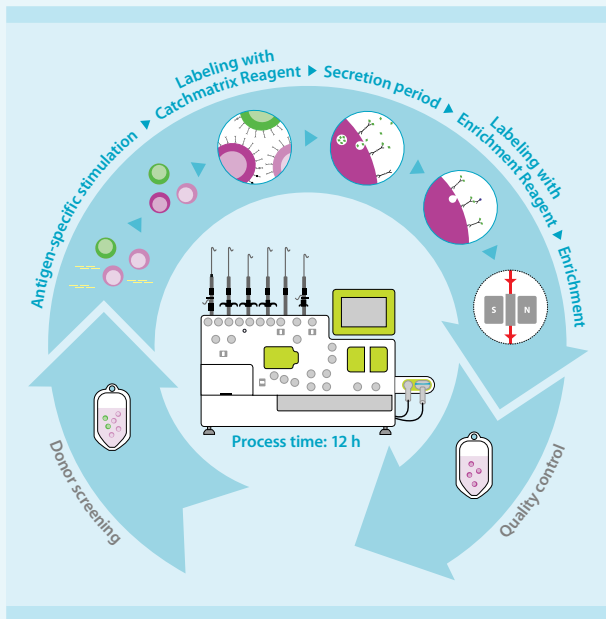 Antigen-specific stimulation
Labeling with
Catchmatrix Reagent
Secretion period
Labeling with
Enrichment Reagent
Enrichment
S
N
Process time: 12 h
Donor screening
Quality control